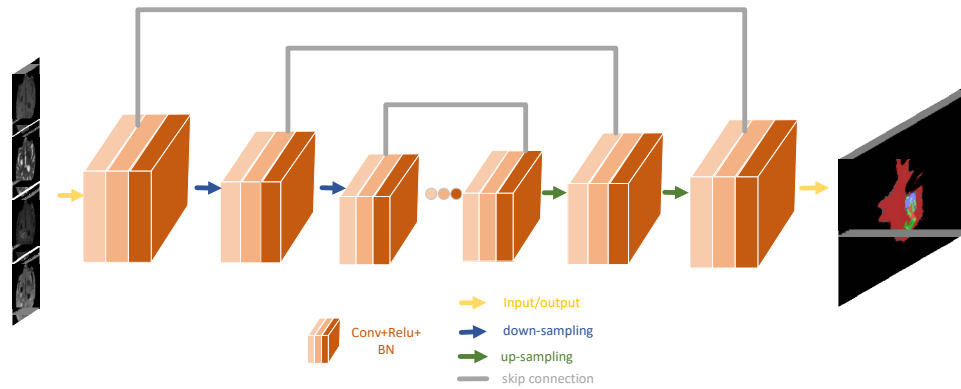 Input/output
Conv+Relu+
BN
down-sampling
up-sampling
skip connection